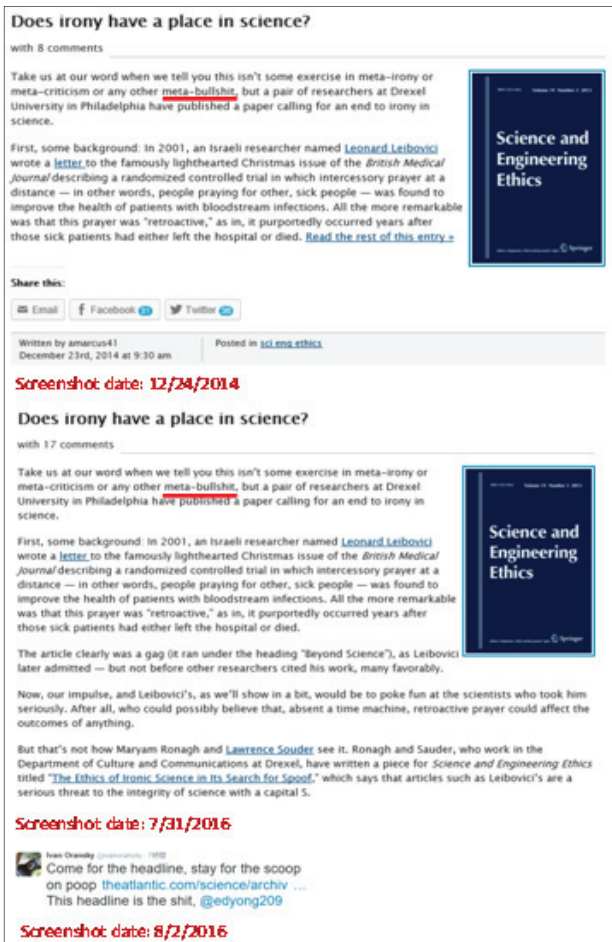 Does irony have a place in science?
with 8 comments
Take us at our word when we tell you this isn't some exercise in meta-irony or
meta-criticism or any other meta-bullshit, but a pair of researchers at Drexel
University in Philadelphia have published a paper calling for an end to irony in
science.
First, some background: In 2001, an Israeli researcher named Leonard Leibovici
wrote a letter to the famously lighthearted Christmas issue of the British Medical
Journal describing a randomized controlled trial in which intercessory prayer at a
distance — in other words, people praying for other, sick people — was found to
improve the health of patients with bloodstream infections. All the more remarkable
was that this prayer was "retroactive," as in, it purportedly occurred years after
those sick patients had either left the hospital or died. Read the rest of this entry »
Science and
Engineering
Ethics
Springer
Share this:
Email
Facebook
Twitter
Written by amarcus41
December 23rd, 2014 at 9:30 am
Posted in sci eng ethics
Screenshot date: 12/24/2014
Does irony have a place in science?
with 17 comments
Take us at our word when we tell you this isn't some exercise in meta-irony or
meta-criticism or any other meta-bullshit, but a pair of researchers at Drexel
University in Philadelphia have published a paper calling for an end to irony in
science.
First, some background: In 2001, an Israeli researcher named Leonard Leibovici
wrote a letter to the famously lighthearted Christmas issue of the British Medical
Journal describing a randomized controlled trial in which intercessory prayer at a
distance — in other words, people praying for other, sick people — was found to
improve the health of patients with bloodstream infections. All the more remarkable
was that this prayer was "retroactive," as in, it purportedly occurred years after
those sick patients had either left the hospital or died.
Science and
Engineering
Ethics
Springer
The article clearly was a gag (it ran under the heading "Beyond Science"), as Leibovici
later admitted — but not before other researchers cited his work, many favorably.
Now, our impulse, and Leibovici's, as we'll show in a bit, would be to poke fun at the scientists who took him
seriously. After all, who could possibly believe that, absent a time machine, retroactive prayer could affect the
outcomes of anything.
But that's not how Maryam Ronagh and Lawrence Souder see it. Ronagh and Sauder, who work in the
Department of Culture and Communications at Drexel, have written a piece for Science and Engineering Ethics
titled "The Ethics of Ironic Science in Its Search for Spoof," which says that articles such as Leibovici's are a
serious threat to the integrity of science with a capital S.
Screenshot date: 7/31/2016
Ivan Oransky
Come for the headline, stay for the scoop
on poop theatlantic.com/science/archiv ...
This headline is the shit, @edyong209
Screenshot date: 8/2/2016